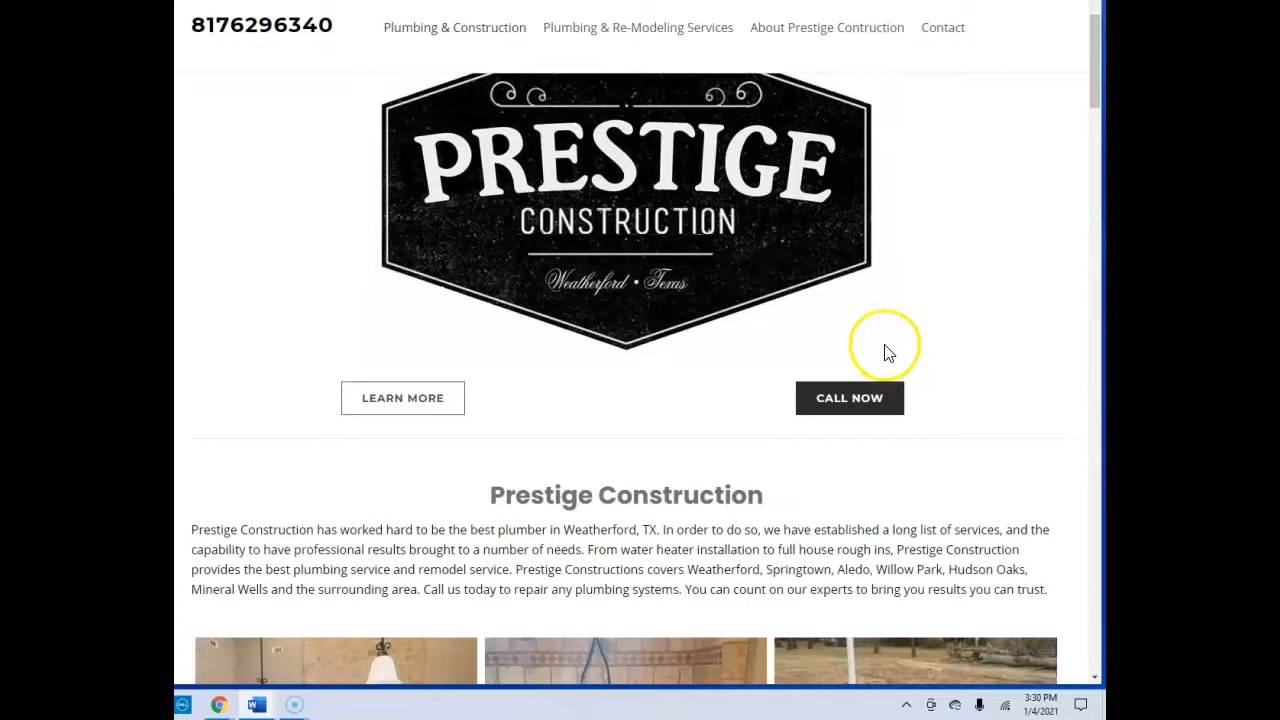 8176296340
Plumbing & Construction Plumbing & Re-Modeling Services About Prestige Contruction Contact
PRESTIGE
CONSTRUCTION
Weatherford • Texas
LEARN MORE
CALL NOW
Prestige Construction
Prestige Construction has worked hard to be the best plumber in Weatherford, TX. In order to do so, we have established a long list of services, and the
capability to have professional results brought to a number of needs. From water heater installation to full house rough ins, Prestige Construction
provides the best plumbing service and remodel service. Prestige Constructions covers Weatherford, Springtown, Aledo, Willow Park, Hudson Oaks,
Mineral Wells and the surrounding area. Call us today to repair any plumbing systems. You can count on our experts to bring you results you can trust.
3:30 PM
1/4/2021